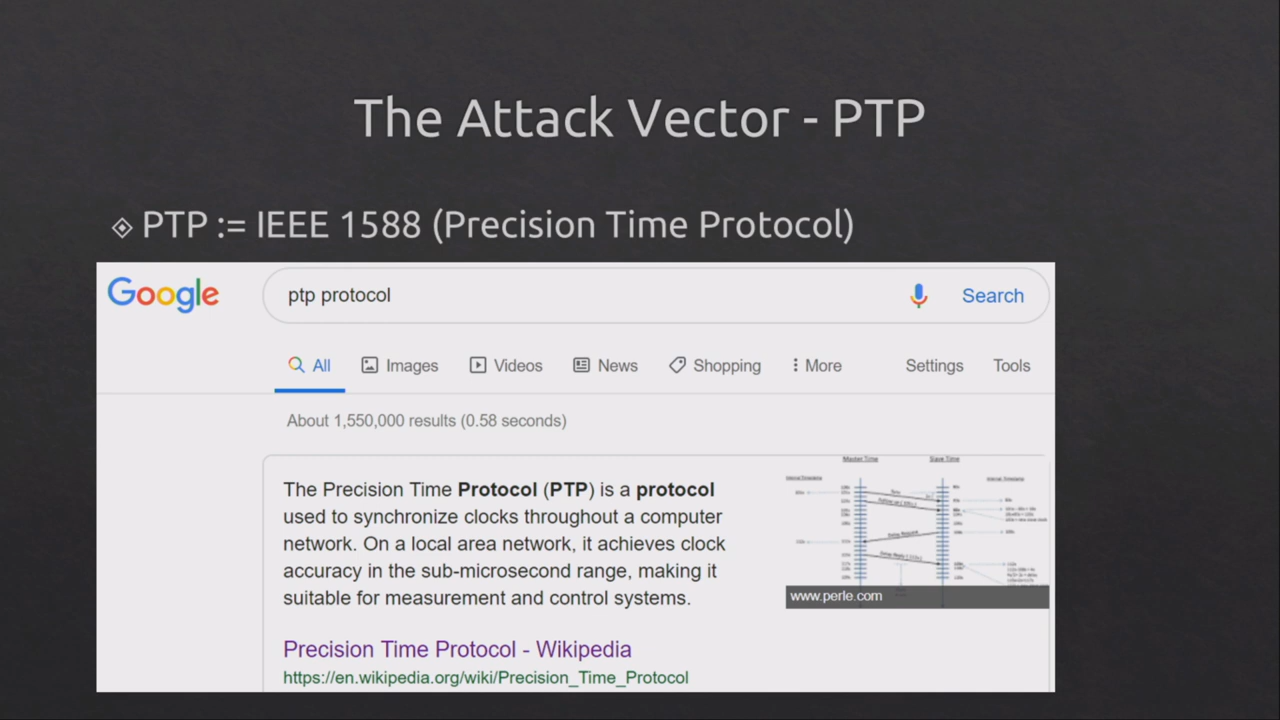 The Attack Vector - PTP
PTP := IEEE 1588 (Precision Time Protocol)
Google
ptp protocol
Search
All
Images
Videos
News
Shopping
More
Settings
Tools
About 1,550,000 results (0.58 seconds)
The Precision Time Protocol (PTP) is a protocol
used to synchronize clocks throughout a computer
network. On a local area network, it achieves clock
accuracy in the sub-microsecond range, making it
suitable for measurement and control systems.
Master Time
Slave Time
www.perle.com
Precision Time Protocol - Wikipedia
https://en.wikipedia.org/wiki/Precision_Time_Protocol